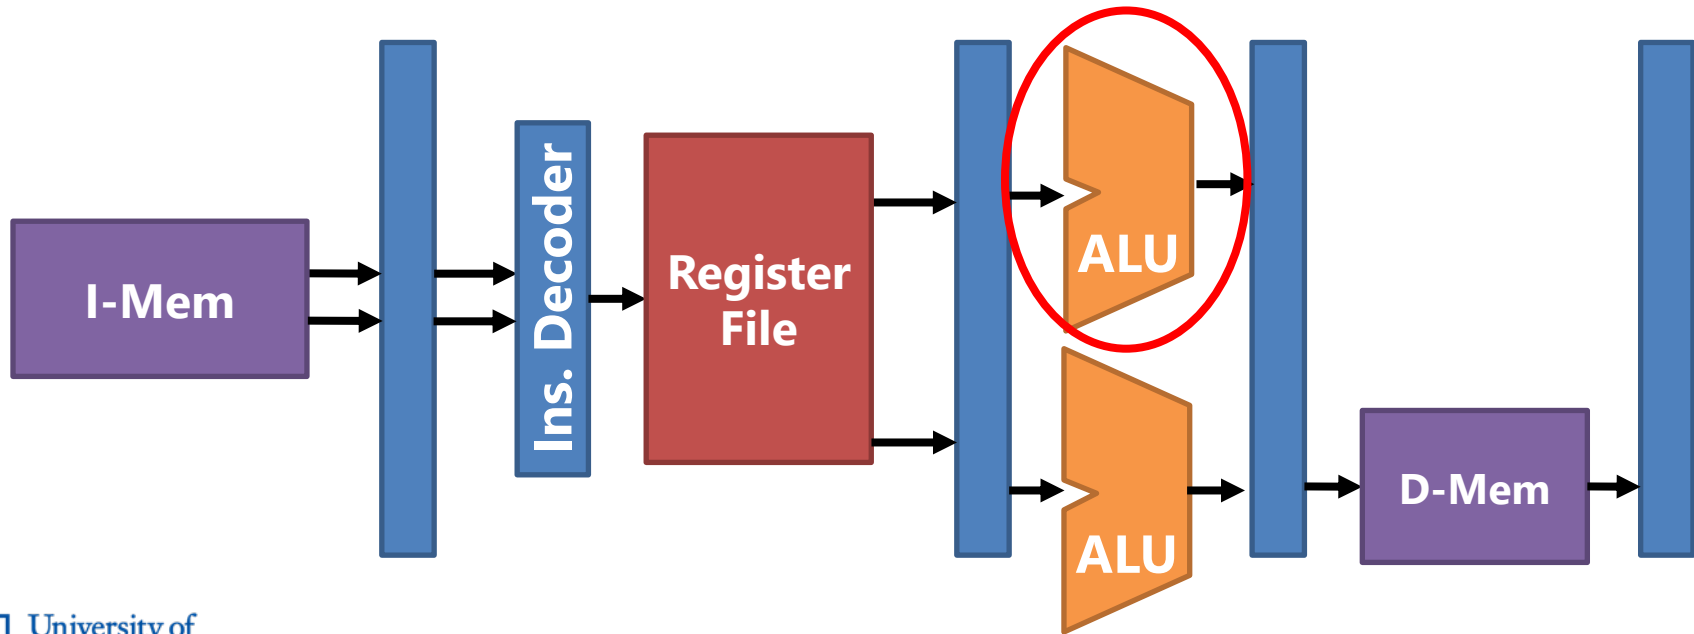 I-Mem
Ins. Decoder
Register
File
ALU
ALU
D-Mem
University of